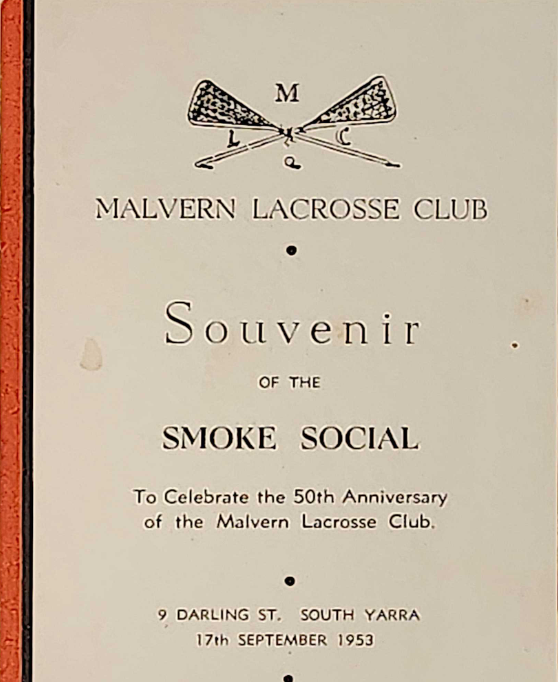 M
L C
MALVERN LACROSSE CLUB
Souvenir
OF THE
SMOKE SOCIAL
To Celebrate the 50th Anniversary
of the Malvern Lacrosse Club.
9 DARLING ST. SOUTH YARRA
17th SEPTEMBER 1953